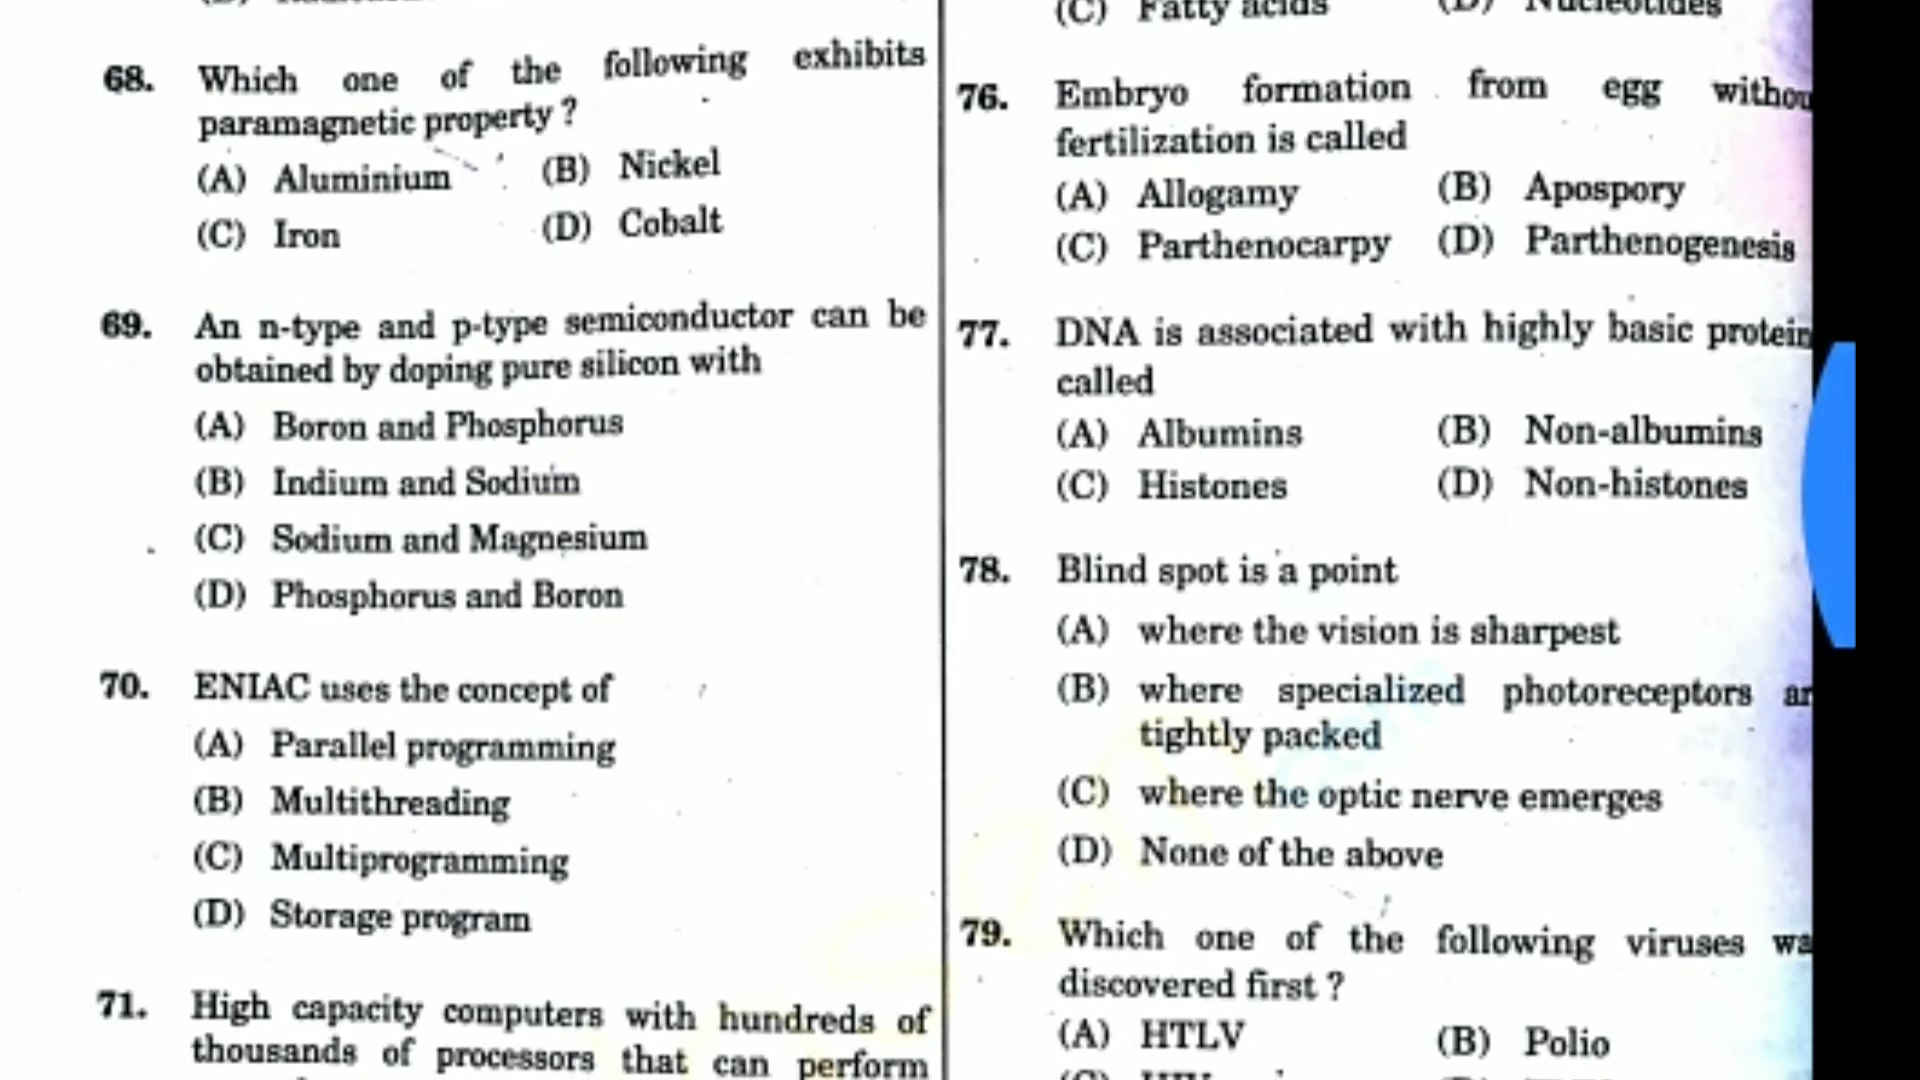 68. Which one of the following exhibits
paramagnetic property ?
(A) Aluminium (B) Nickel
(C) Iron (D) Cobalt
69. An n-type and p-type semiconductor can be
obtained by doping pure silicon with
(A) Boron and Phosphorus
(B) Indium and Sodium
(C) Sodium and Magnesium
(D) Phosphorus and Boron
70. ENIAC uses the concept of
(A) Parallel programming
(B) Multithreading
(C) Multiprogramming
(D) Storage program
71. High capacity computers with hundreds of
thousands of processors that can perform
(C) Fatty acids (D) Nucleotides
76. Embryo formation from egg withou
fertilization is called
(A) Allogamy (B) Apospory
(C) Parthenocarpy (D) Parthenogenesis
77. DNA is associated with highly basic protein
called
(A) Albumins (B) Non-albumins
(C) Histones (D) Non-histones
78. Blind spot is a point
(A) where the vision is sharpest
(B) where specialized photoreceptors ar
tightly packed
(C) where the optic nerve emerges
(D) None of the above
79. Which one of the following viruses wa
discovered first ?
(A) HTLV (B) Polio